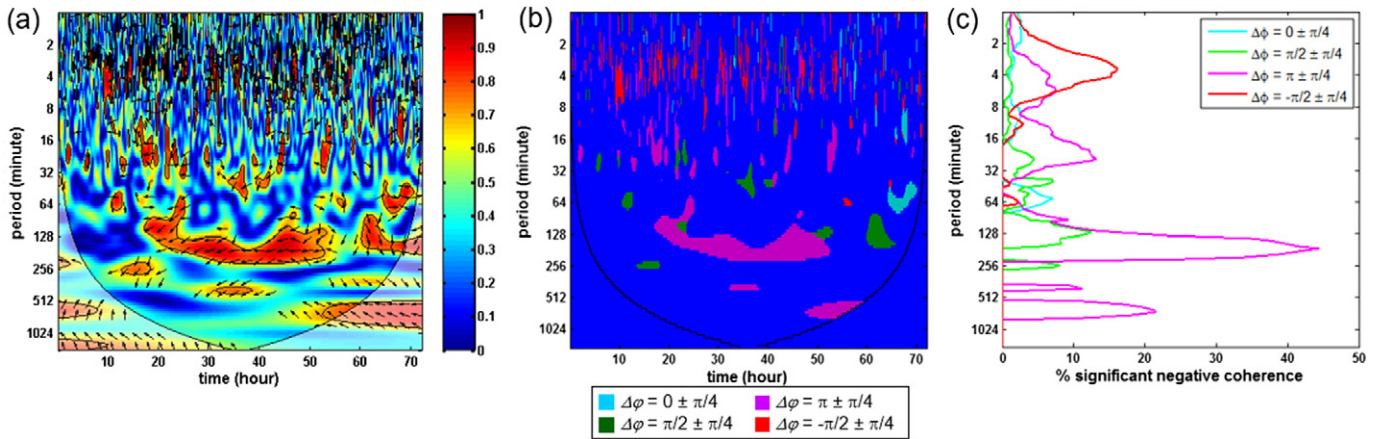 (a)
period (minute)
2
4
8
16
32
64
128
256
512
1024
10 20 30 40 50 60 70
time (hour)
1
0.9
0.8
0.7
0.6
0.5
0.4
0.3
0.2
0.1
0
(b)
period (minute)
2
4
8
16
32
64
128
256
512
1024
10 20 30 40 50 60 70
time (hour)
Δφ = 0 ± π/4
Δφ = π ± π/4
Δφ = π/2 ± π/4
Δφ = -π/2 ± π/4
(c)
period (minute)
2
4
8
16
32
64
128
256
512
1024
0 10 20 30 40 50
% significant negative coherence
Δϕ = 0 ± π/4
Δϕ = π/2 ± π/4
Δϕ = π ± π/4
Δϕ = -π/2 ± π/4